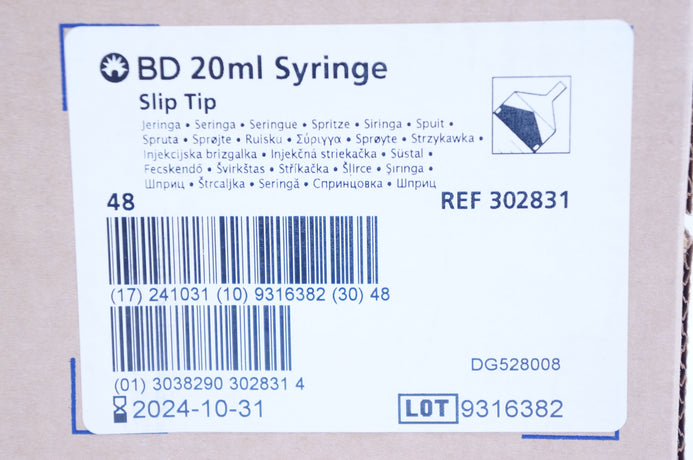 BD 20ml Syringe
Slip Tip
Jeringa • Seringa • Seringue • Spritze • Siringa • Spuit •
Spruta • Sprøjte • Ruisku • Σύριγγα • Sprøyte • Strzykawka •
Injekcijska brizgalka • Injekčná striekačka • Süstal •
Fecskendő • Švirkštas • Stříkačka • Šļirce • Şiringa •
Шприц • Štrcaljka • Seringă • Спринцовка • Шприц
48 REF 302831
(17) 241031 (10) 9316382 (30) 48
DG528008
(01) 3038290 302831 4
2024-10-31 LOT 9316382